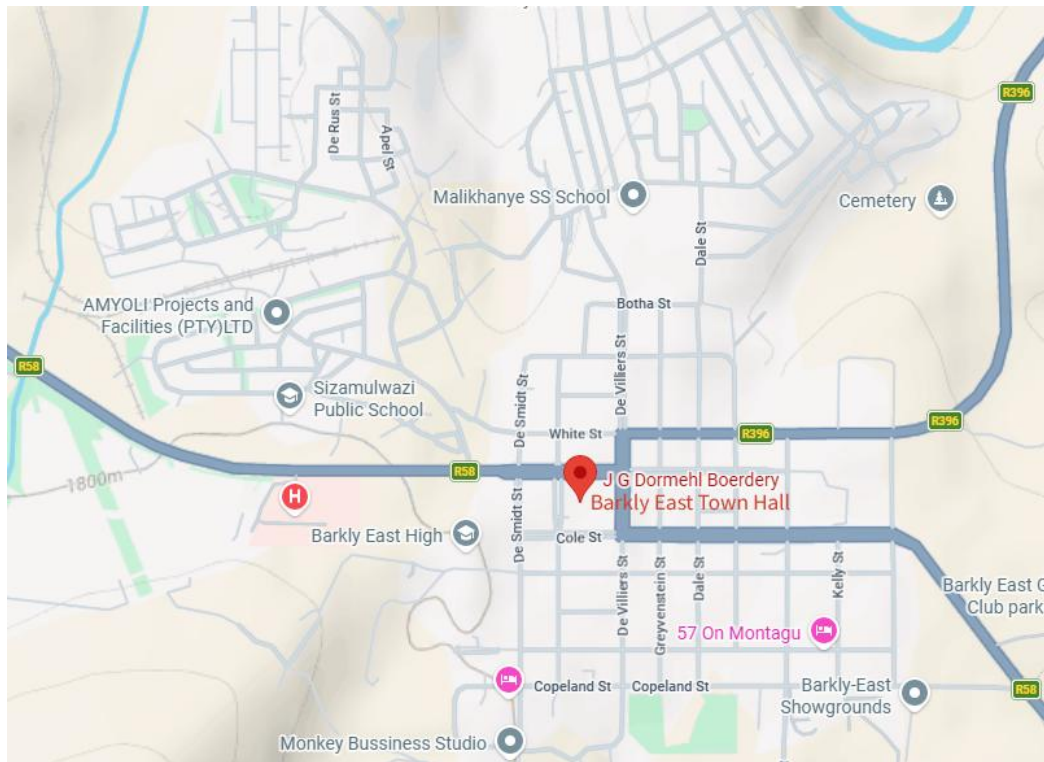 R396
De Rus St
Apel St
Malikhanye SS School
Cemetery
Dale St
AMYOLI Projects and
Facilities (PTY)LTD
Botha St
R58
De Villiers St
De Smidt St
Sizamulwazi
Public School
White St
R396
R396
1800m
R58
H
J G Dormehl Boerdery
Barkly East Town Hall
De Smidt St
Barkly East High
Cole St
De Villiers St
Greyvenstein St
Dale St
Kelly St
Barkly East G
Club park
57 On Montagu
Copeland St
Copeland St
Barkly-East
Showgrounds
R58
Monkey Bussiness Studio